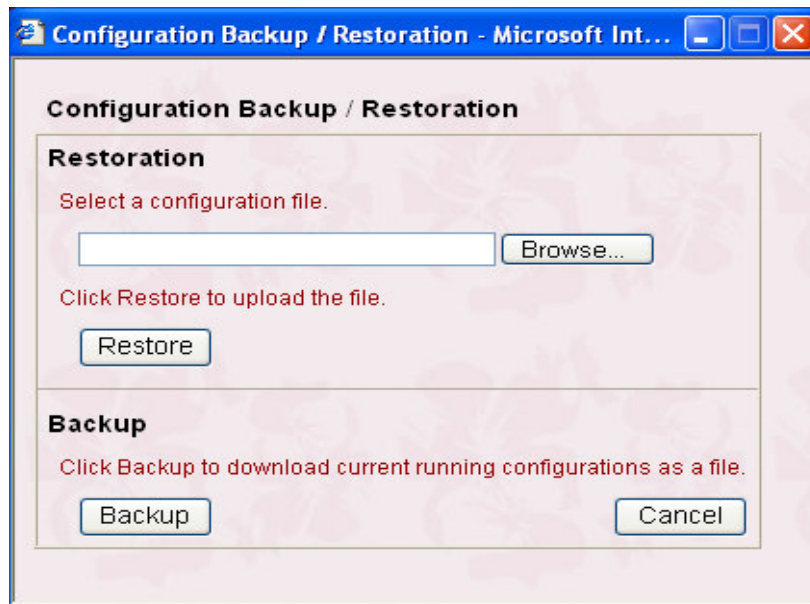 Configuration Backup / Restoration - Microsoft Int...
Configuration Backup / Restoration
Restoration
Select a configuration file.
Browse...
Click Restore to upload the file.
Restore
Backup
Click Backup to download current running configurations as a file.
Backup Cancel